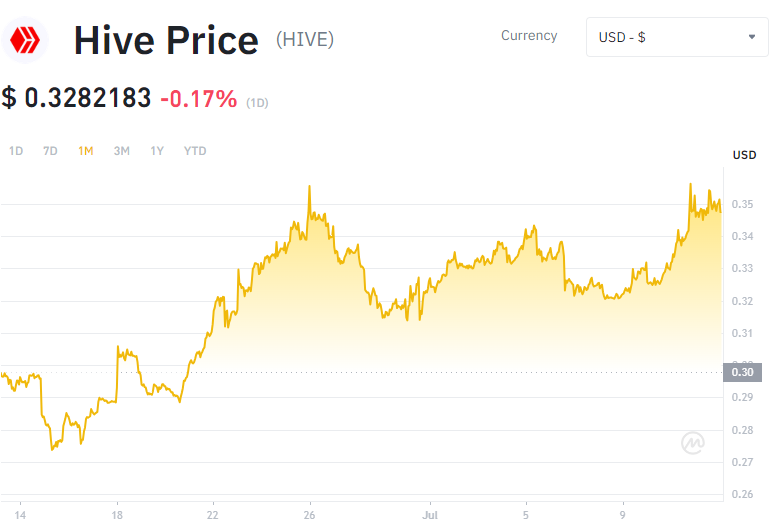 Hive Price (HIVE)
Currency
USD - $
$ 0.3282183 -0.17% (1D)
1D 7D 1M 3M 1Y YTD
USD
0.35
0.34
0.33
0.32
0.31
0.30
0.29
0.28
0.27
0.26
14 18 22 26 Jul 5 9